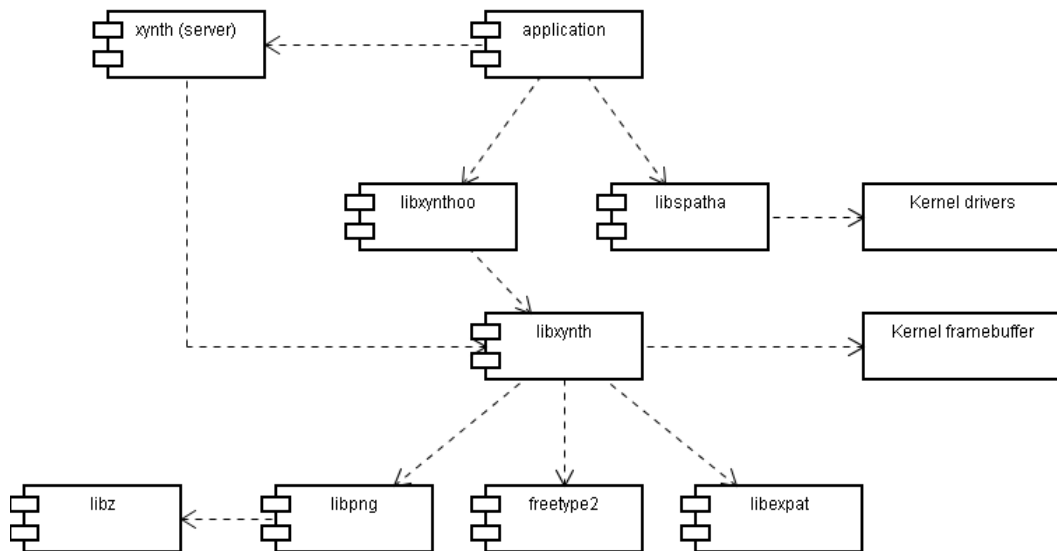 xynth (server)
application
libxynthoo
libspatha
Kernel drivers
libxynth
Kernel framebuffer
libz
libpng
freetype2
libexpat